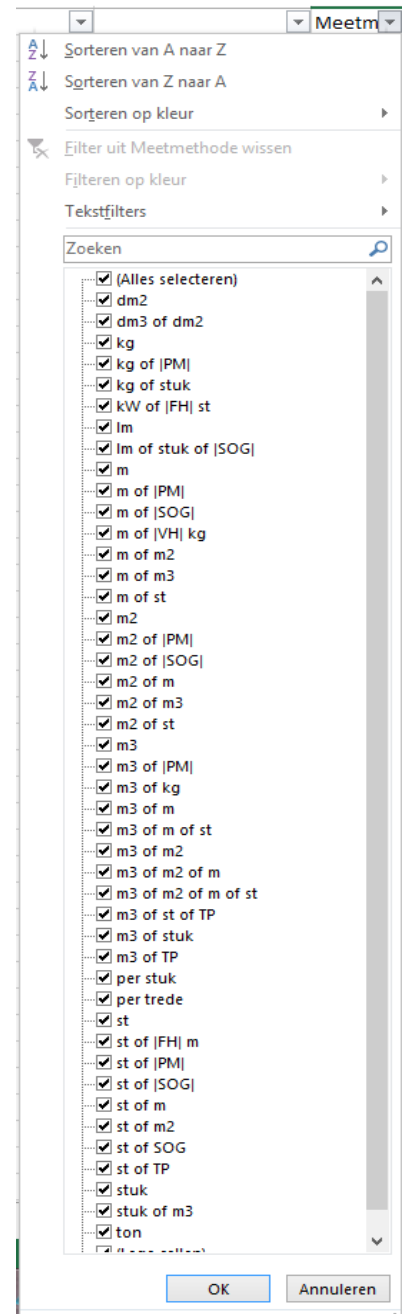 Meetm
Sorteren van A naar Z
Sorteren van Z naar A
Sorteren op kleur
Filter uit Meetmethode wissen
Filteren op kleur
Tekstfilters
Zoeken
(Alles selecteren)
dm2
dm3 of dm2
kg
kg of |PM|
kg of stuk
kW of |FH| st
lm
lm of stuk of |SOG|
m
m of |PM|
m of |SOG|
m of |VH| kg
m of m2
m of m3
m of st
m2
m2 of |PM|
m2 of |SOG|
m2 of m
m2 of m3
m2 of st
m3
m3 of |PM|
m3 of kg
m3 of m
m3 of m of st
m3 of m2
m3 of m2 of m
m3 of m2 of m of st
m3 of st of TP
m3 of stuk
m3 of TP
per stuk
per trede
st
st of |FH| m
st of |PM|
st of |SOG|
st of m
st of m2
st of SOG
st of TP
stuk
stuk of m3
ton
OK Annuleren